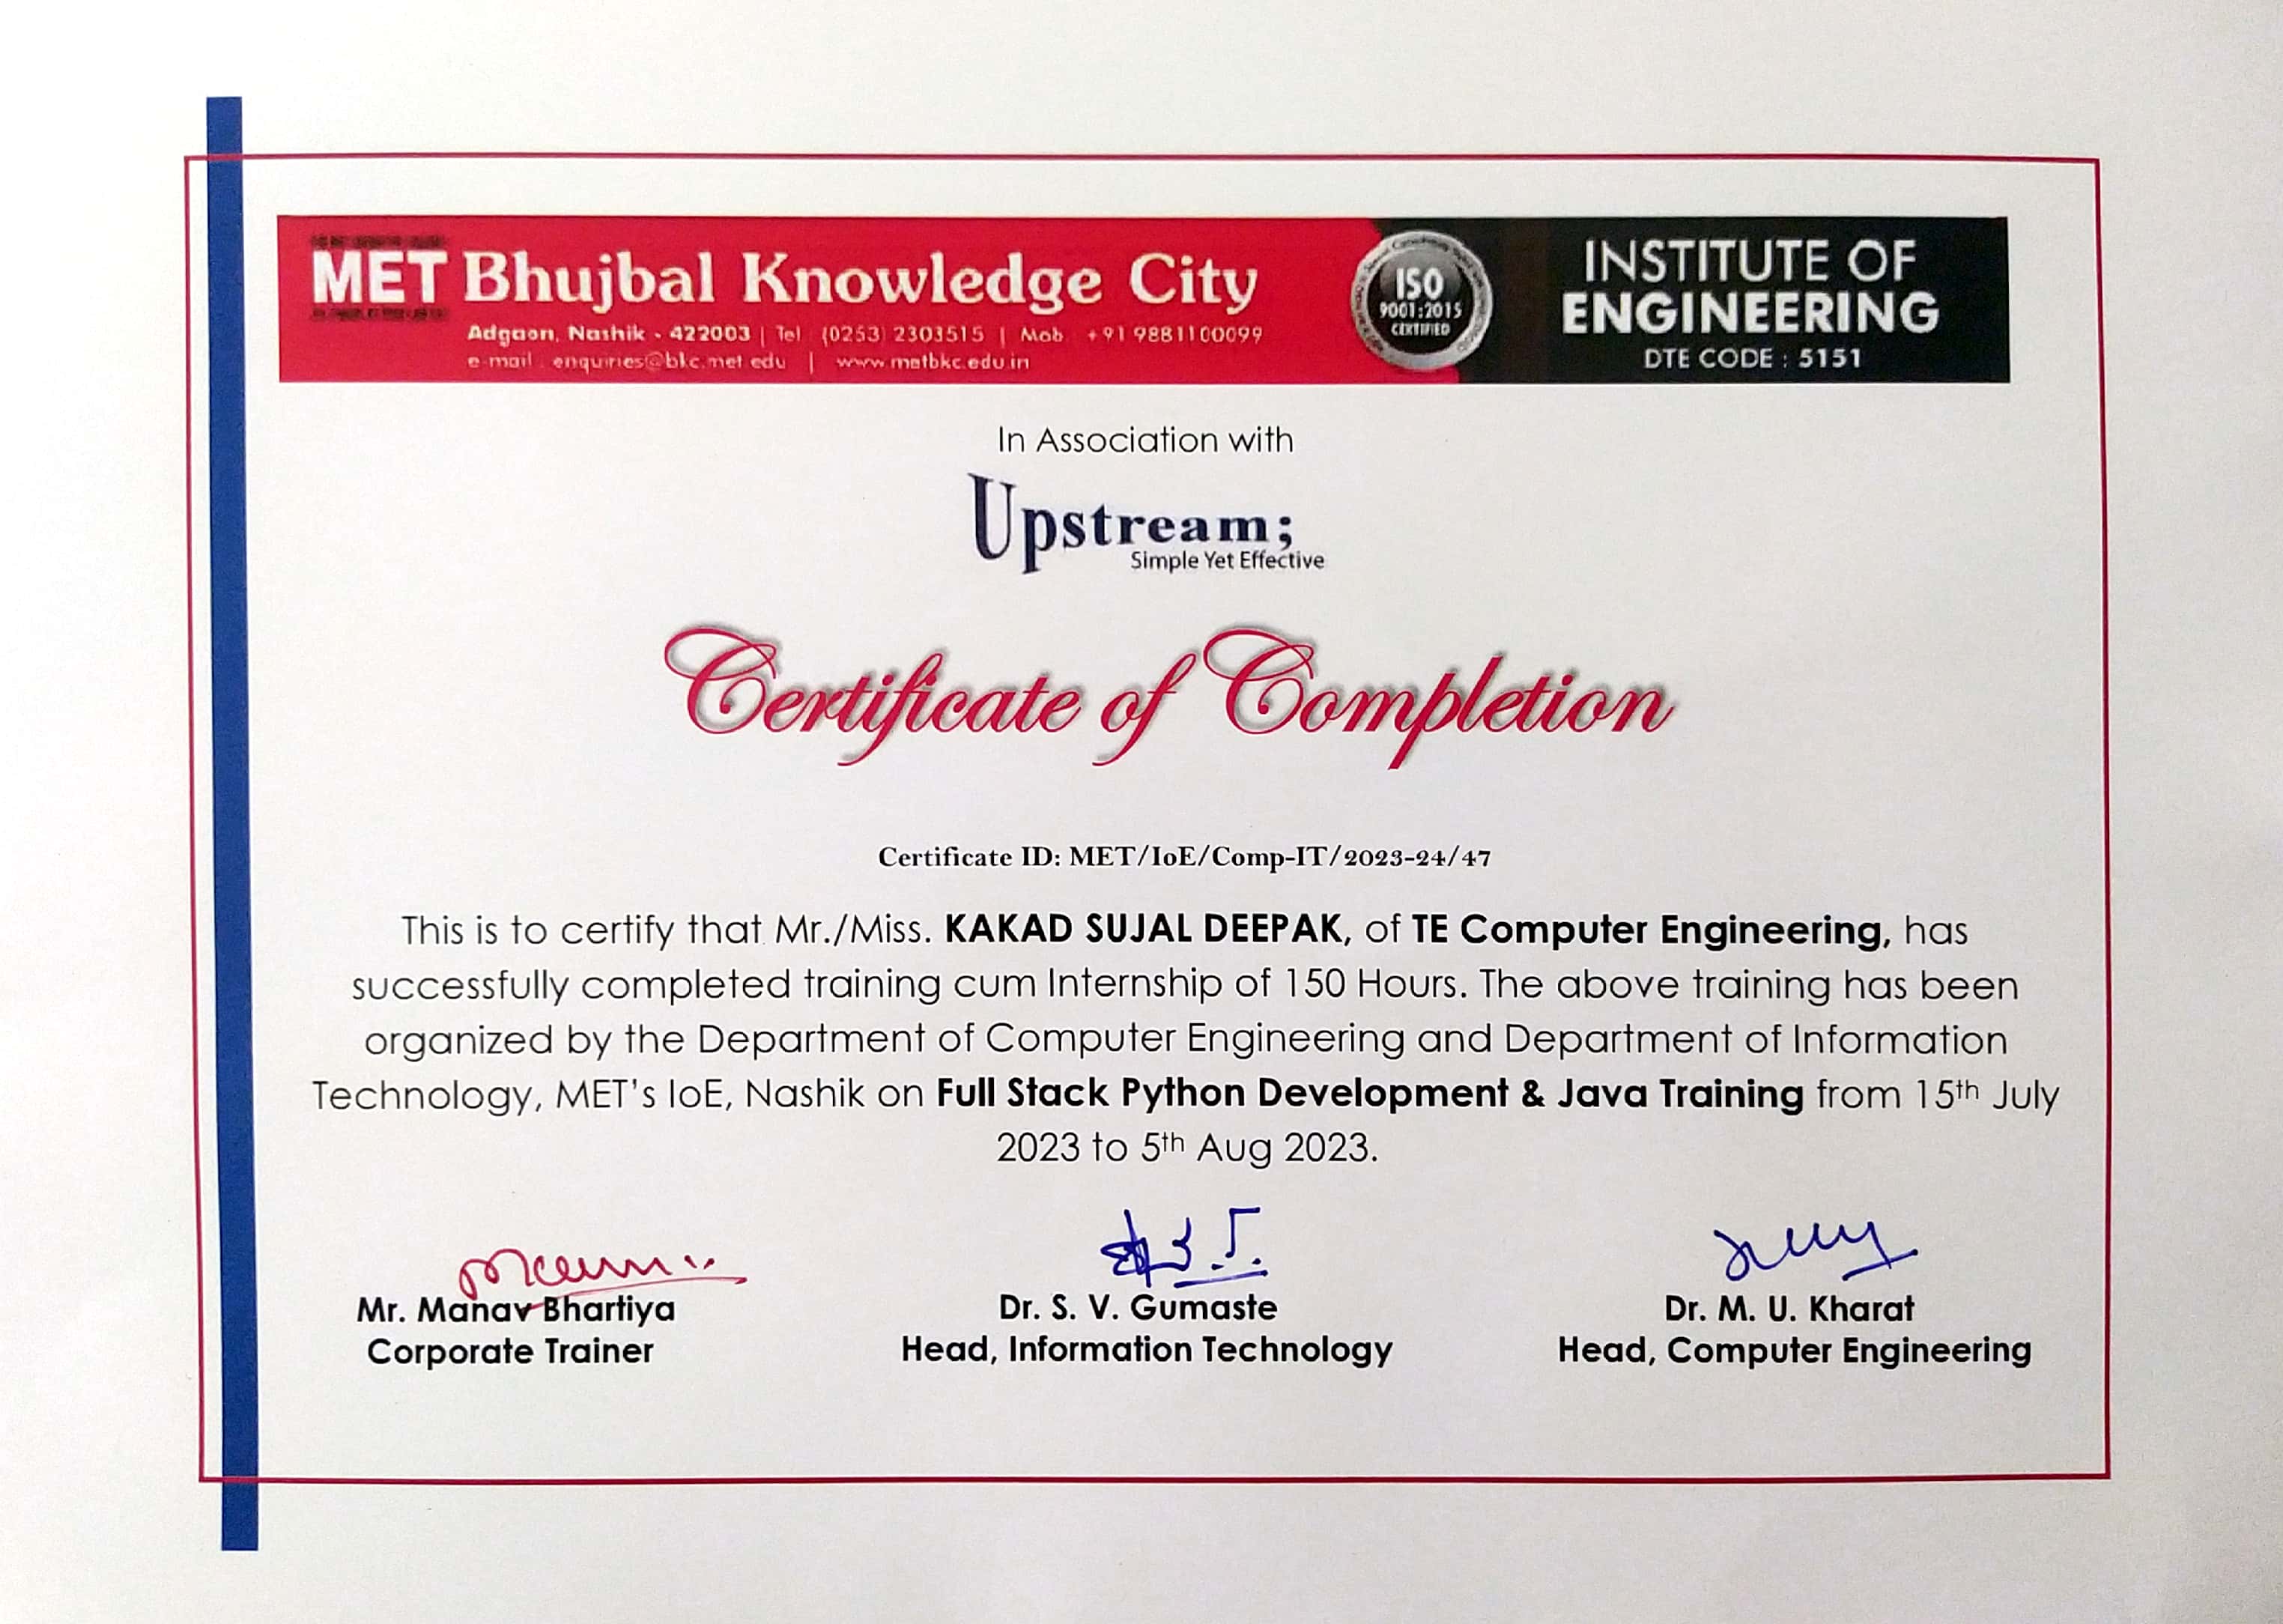 MET Bhujbal Knowledge City
Adgaon, Nashik - 422003 | Tel (0253) 2303515 | Mob +91 9881100099
e-mail enquiries@bkc.met.edu | www.metbkc.edu.in
ISO
9001:2015
CERTIFIED
INSTITUTE OF
ENGINEERING
DTE CODE : 5151
In Association with
Upstream;
Simple Yet Effective
Certificate of Completion
Certificate ID: MET/IoE/Comp-IT/2023-24/47
This is to certify that Mr./Miss. KAKAD SUJAL DEEPAK, of TE Computer Engineering, has
successfully completed training cum Internship of 150 Hours. The above training has been
organized by the Department of Computer Engineering and Department of Information
Technology, MET's IoE, Nashik on Full Stack Python Development & Java Training from 15th July
2023 to 5th Aug 2023.
Mr. Manav Bhartiya
Corporate Trainer
Dr. S. V. Gumaste
Head, Information Technology
Dr. M. U. Kharat
Head, Computer Engineering